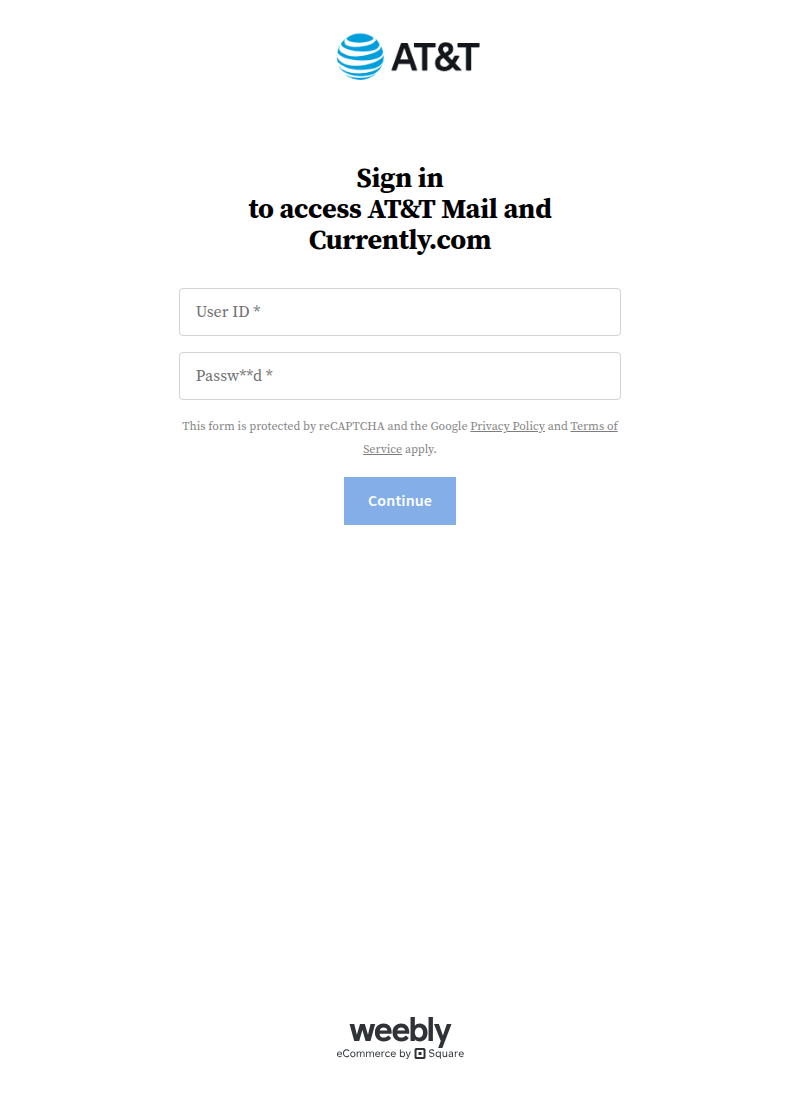 AT&T
Sign in
to access AT&T Mail and
Currently.com
User ID *
Passw**d *
This form is protected by reCAPTCHA and the Google Privacy Policy and Terms of
Service apply.
Continue
weebly
eCommerce by Square